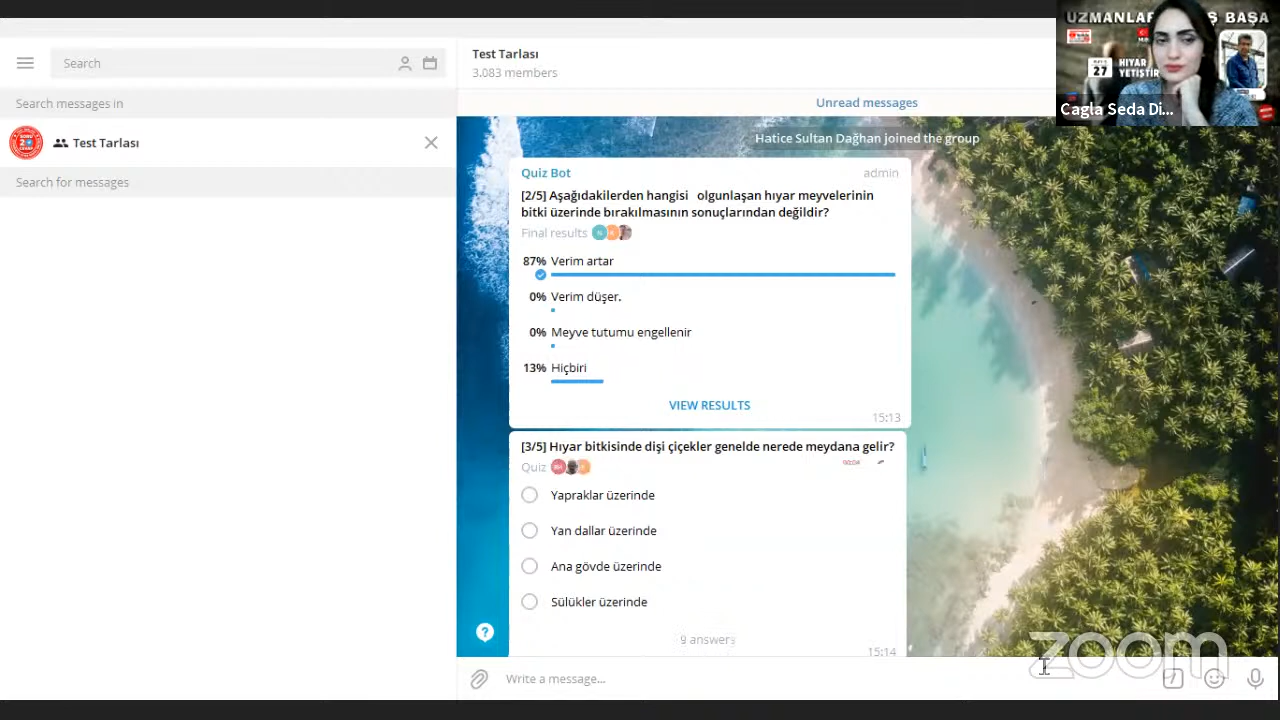 Search
Search messages in
Test Tarlası
Search for messages
Test Tarlası
3,083 members
Unread messages
Hatice Sultan Dağhan joined the group
Quiz Bot
admin
[2/5] Aşağıdakilerden hangisi olgunlaşan hıyar meyvelerinin
bitki üzerinde bırakılmasının sonuçlarından değildir?
Final results
87% Verim artar
0% Verim düşer.
0% Meyve tutumu engellenir
13% Hiçbiri
VIEW RESULTS
15:13
[3/5] Hıyar bitkisinde dişi çiçekler genelde nerede meydana gelir?
Quiz
Yapraklar üzerinde
Yan dallar üzerinde
Ana gövde üzerinde
Sülükler üzerinde
9 answers
15:14
Write a message...
UZMANLAR
BAŞA
27
HIYAR
YETİŞTİR
Cagla Seda Di...
zoom